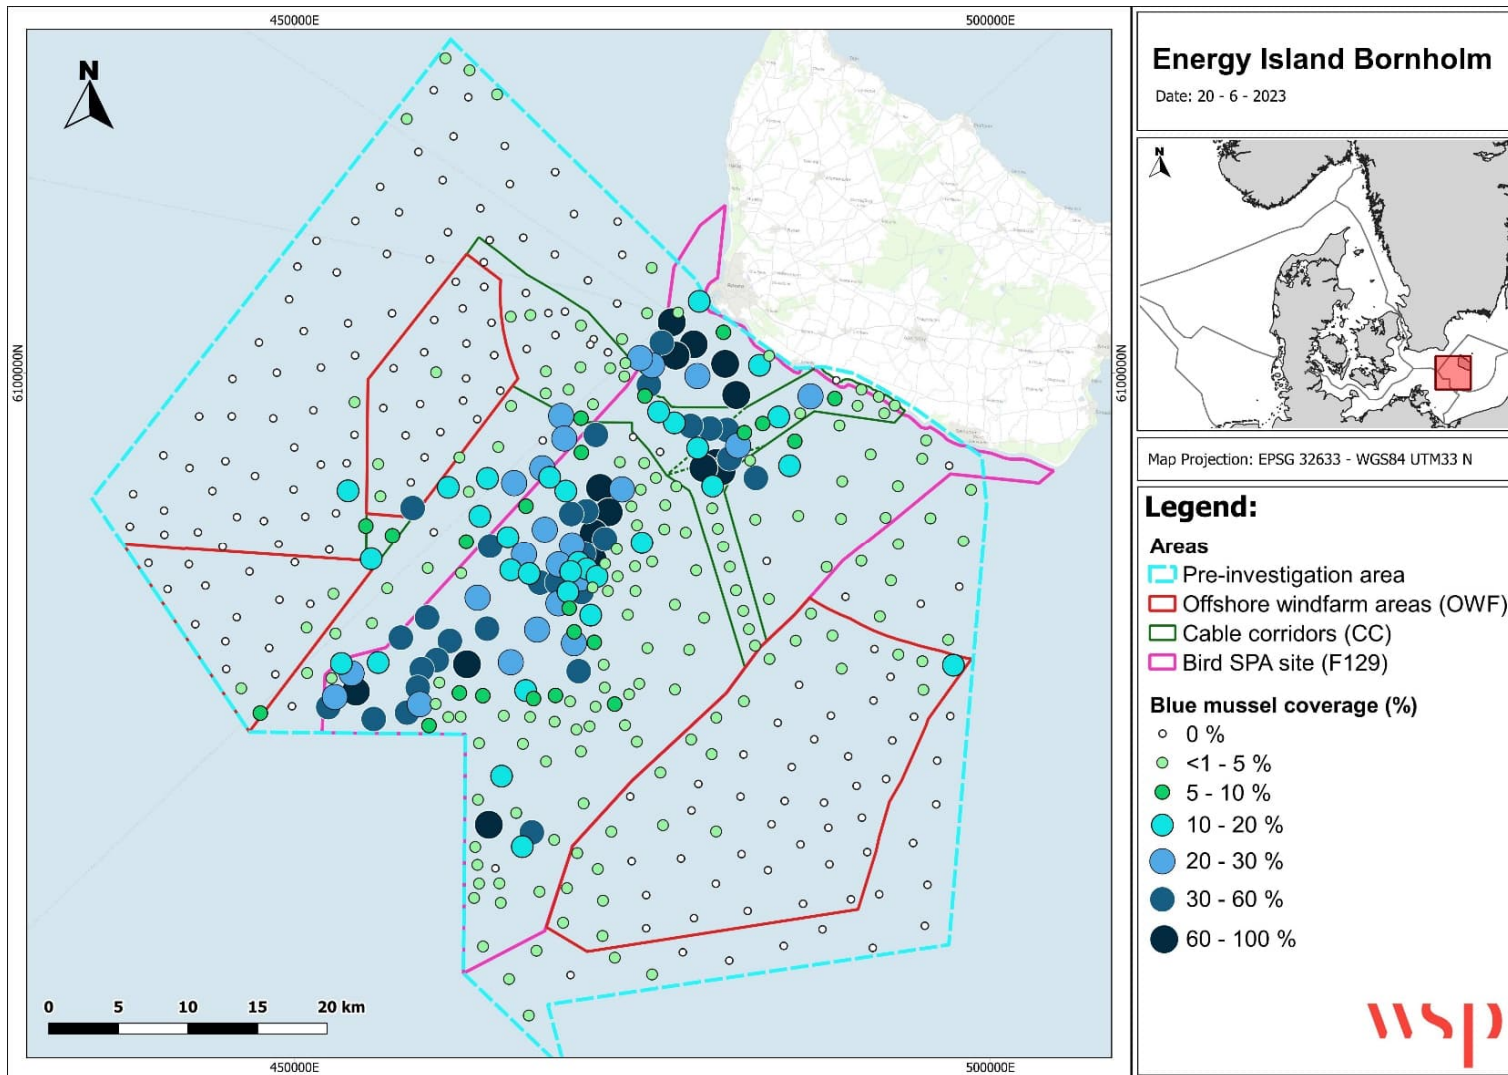 450000E
500000E
N
6100000N
6100000N
0 5 10 15 20 km
450000E
500000E
Energy Island Bornholm
Date: 20 - 6 - 2023
N
Map Projection: EPSG 32633 - WGS84 UTM33 N
Legend:
Areas
Pre-investigation area
Offshore windfarm areas (OWF)
Cable corridors (CC)
Bird SPA site (F129)
Blue mussel coverage (%)
0 %
<1 - 5 %
5 - 10 %
10 - 20 %
20 - 30 %
30 - 60 %
60 - 100 %
wsp